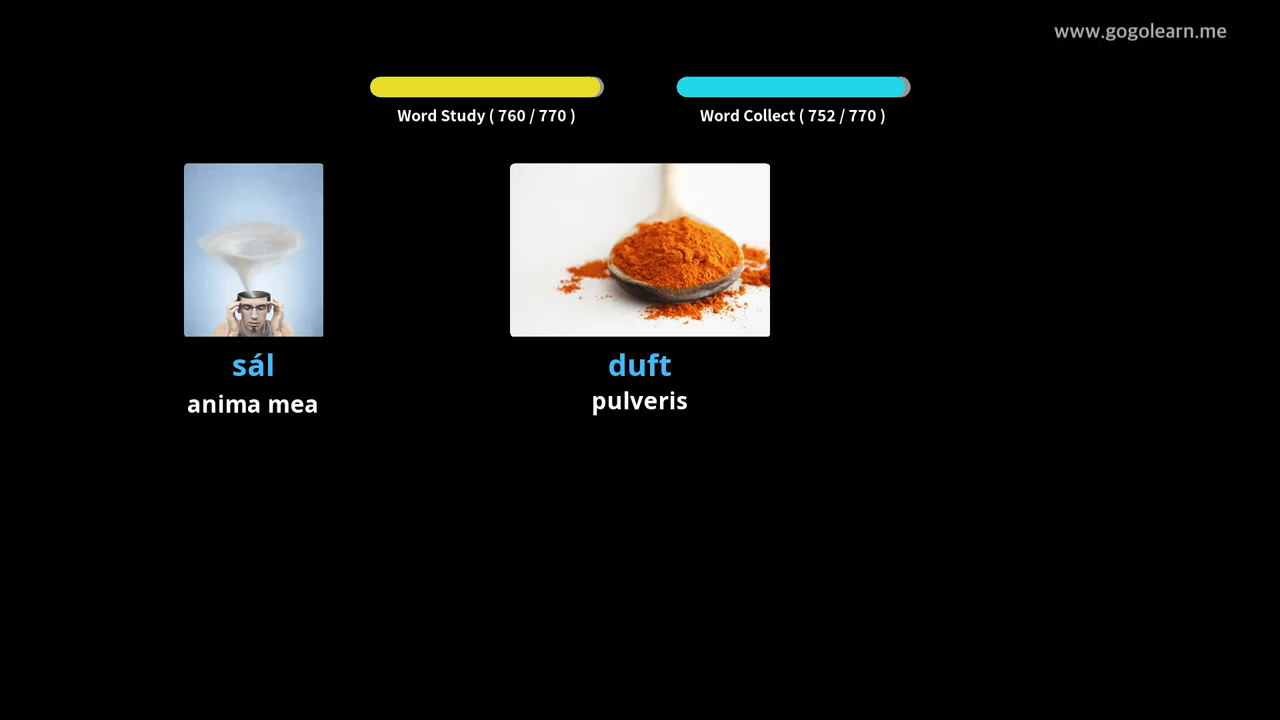 www.gogolearn.me
Word Study ( 760 / 770 )
Word Collect ( 752 / 770 )
sál
anima mea
duft
pulveris